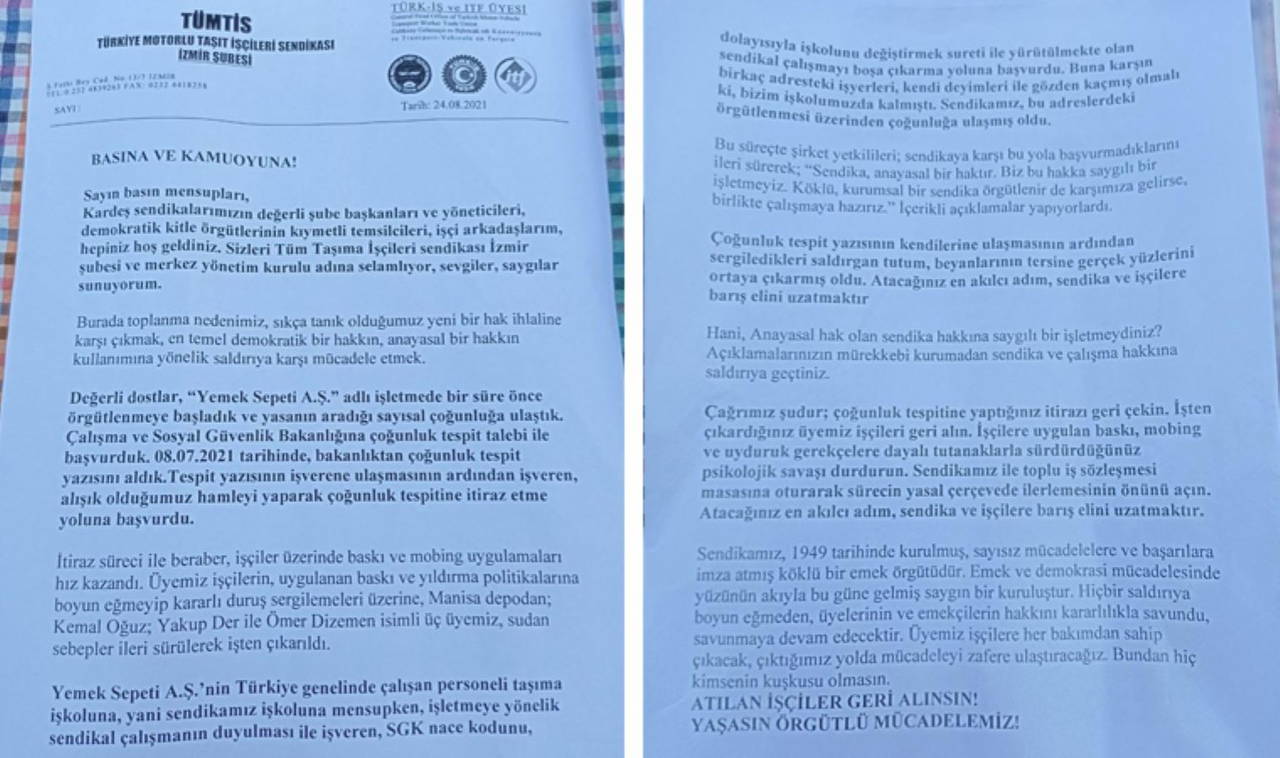 TÜMTİS
TÜRKİYE MOTORLU TAŞIT İŞÇİLERİ SENDİKASI
İZMİR ŞUBESİ
TÜRK-İŞ ve ITF ÜYESİ
TEL 0 232 4839263 FAX: 0232 4418256
SAYI :
itf
Tarih: 24.08.2021
BASINA VE KAMUOYUNA!
Sayın basın mensupları,
Kardeş sendikalarımızın değerli şube başkanları ve yöneticileri,
demokratik kitle örgütlerinin kıymetli temsilcileri, işçi arkadaşlarım,
hepiniz hoş geldiniz. Sizleri Tüm Taşıma İşçileri sendikası İzmir
şubesi ve merkez yönetim kurulu adına selamlıyor, sevgiler, saygılar
sunuyorum.
Burada toplanma nedenimiz, sıkça tanık olduğumuz yeni bir hak ihlaline
karşı çıkmak, en temel demokratik bir hakkın, anayasal bir hakkın
kullanımına yönelik saldırıya karşı mücadele etmek.
Değerli dostlar, “Yemek Sepeti A.Ş.” adlı işletmede bir süre önce
örgütlenmeye başladık ve yasanın aradığı sayısal çoğunluğa ulaştık.
Çalışma ve Sosyal Güvenlik Bakanlığına çoğunluk tespit talebi ile
başvurduk. 08.07.2021 tarihinde, bakanlıktan çoğunluk tespit
yazısını aldık.Tespit yazısının işverene ulaşmasının ardından işveren,
alışık olduğumuz hamleyi yaparak çoğunluk tespitine itiraz etme
yoluna başvurdu.
İtiraz süreci ile beraber, işçiler üzerinde baskı ve mobing uygulamaları
hız kazandı. Üyemiz işçilerin, uygulanan baskı ve yıldırma politikalarına
boyun eğmeyip kararlı duruş sergilemeleri üzerine, Manisa depodan;
Kemal Oğuz; Yakup Der ile Ömer Dizemen isimli üç üyemiz, sudan
sebepler ileri sürülerek işten çıkarıldı.
Yemek Sepeti A.Ş.’nin Türkiye genelinde çalışan personeli taşıma
işkoluna, yani sendikamız işkoluna mensupken, işletmeye yönelik
sendikal çalışmanın duyulması ile işveren, SGK nace kodunu,
dolayısıyla işkolunu değiştirmek sureti ile yürütülmekte olan
sendikal çalışmayı boşa çıkarma yoluna başvurdu. Buna karşın
birkaç adresteki işyerleri, kendi deyimleri ile gözden kaçmış olmalı
ki, bizim işkolumuzda kalmıştı. Sendikamız, bu adreslerdeki
örgütlenmesi üzerinden çoğunluğa ulaşmış oldu.
Bu süreçte şirket yetkilileri; sendikaya karşı bu yola başvurmadıklarını
ileri sürerek; “Sendika, anayasal bir haktır. Biz bu hakka saygılı bir
işletmeyiz. Köklü, kurumsal bir sendika örgütlenir de karşımıza gelirse,
birlikte çalışmaya hazırız.” İçerikli açıklamalar yapıyorlardı.
Çoğunluk tespit yazısının kendilerine ulaşmasının ardından
sergiledikleri saldırgan tutum, beyanlarının tersine gerçek yüzlerini
ortaya çıkarmış oldu. Atacağınız en akılcı adım, sendika ve işçilere
barış elini uzatmaktır
Hani, Anayasal hak olan sendika hakkına saygılı bir işletmeydiniz?
Açıklamalarınızın mürekkebi kurumadan sendika ve çalışma hakkına
saldırıya geçtiniz.
Çağrımız şudur; çoğunluk tespitine yaptığınız itirazı geri çekin. İşten
çıkardığınız üyemiz işçileri geri alın. İşçilere uygulan baskı, mobing
ve uyduruk gerekçelere dayalı tutanaklarla sürdürdüğünüz
psikolojik savaşı durdurun. Sendikamız ile toplu iş sözleşmesi
masasına oturarak sürecin yasal çerçevede ilerlemesinin önünü açın.
Atacağınız en akılcı adım, sendika ve işçilere barış elini uzatmaktır.
Sendikamız, 1949 tarihinde kurulmuş, sayısız mücadelelere ve başarılara
imza atmış köklü bir emek örgütüdür. Emek ve demokrasi mücadelesinde
yüzünün akıyla bu güne gelmiş saygın bir kuruluştur. Hiçbir saldırıya
boyun eğmeden, üyelerinin ve emekçilerin hakkını kararlılıkla savundu,
savunmaya devam edecektir. Üyemiz işçilere her bakımdan sahip
çıkacak, çıktığımız yolda mücadeleyi zafere ulaştıracağız. Bundan hiç
kimsenin kuşkusu olmasın.
ATILAN İŞÇİLER GERİ ALINSIN!
YAŞASIN ÖRGÜTLÜ MÜCADELEMİZ!